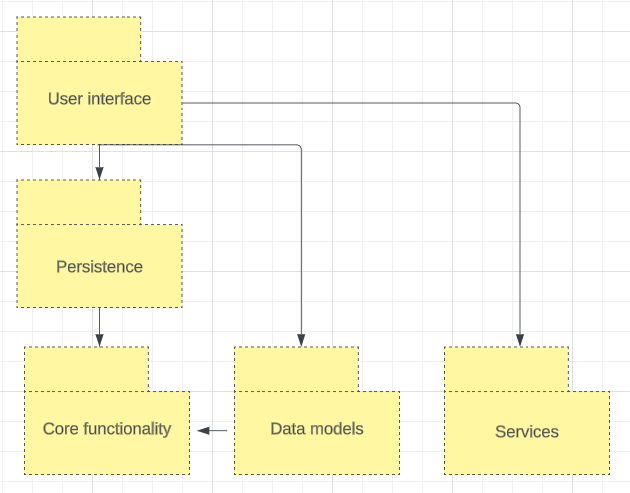 User interface
Persistence
Core functionality
Data models
Services